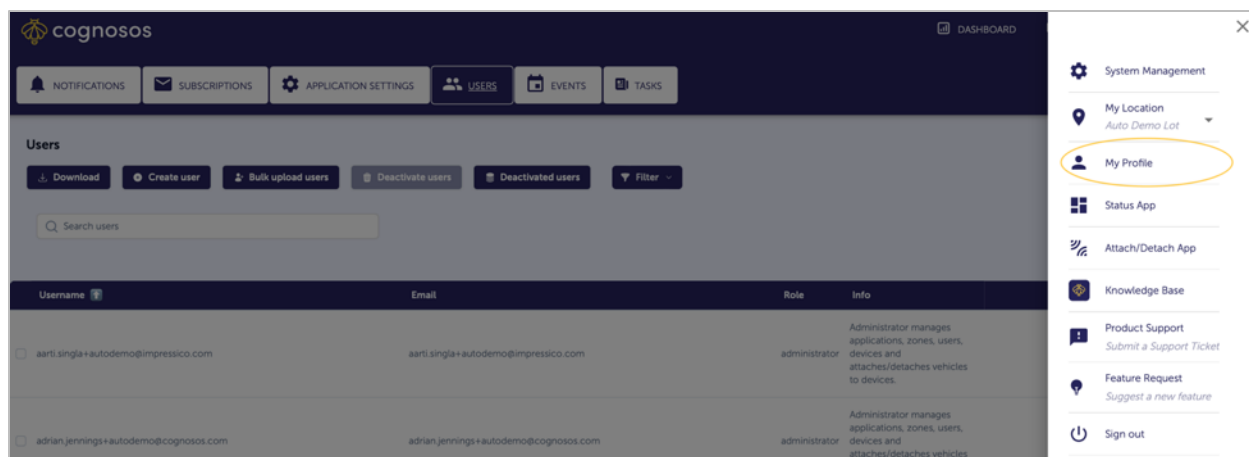 cognosos
DASHBOARD
NOTIFICATIONS
SUBSCRIPTIONS
APPLICATION SETTINGS
USERS
EVENTS
TASKS
Users
Download
Create user
Bulk upload users
Deactivate users
Deactivated users
Filter
Search users
Username
Email
Role
Info
aarti.singla+autodemo@impressico.com
aarti.singla+autodemo@impressico.com
administrator
Administrator manages
applications, zones, users,
devices and
attaches/detaches vehicles
to devices.
adrian.jennings+autodemo@cognosos.com
adrian.jennings+autodemo@cognosos.com
administrator
Administrator manages
applications, zones, users,
devices and
attaches/detaches vehicles
System Management
My Location
Auto Demo Lot
My Profile
Status App
Attach/Detach App
Knowledge Base
Product Support
Submit a Support Ticket
Feature Request
Suggest a new feature
Sign out